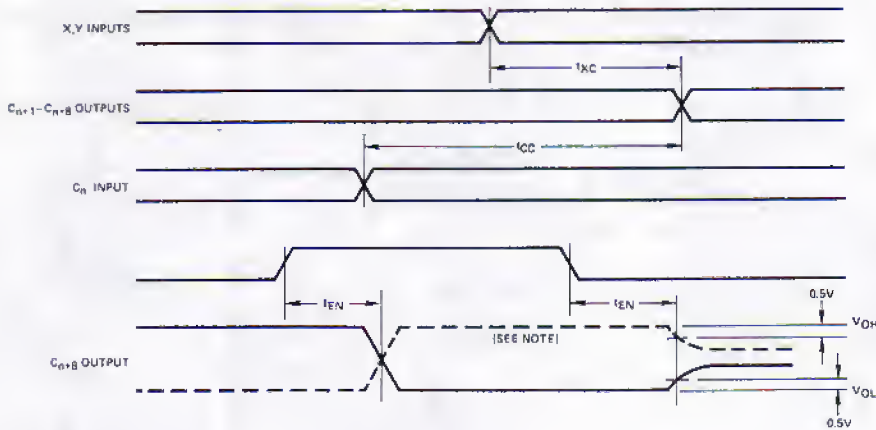 X,Y INPUTS
tXC
Cn+1–Cn+8 OUTPUTS
tCC
Cn INPUT
tEN
tEN
0.5V
VOH
(SEE NOTE)
Cn+8 OUTPUT
VOL
0.5V